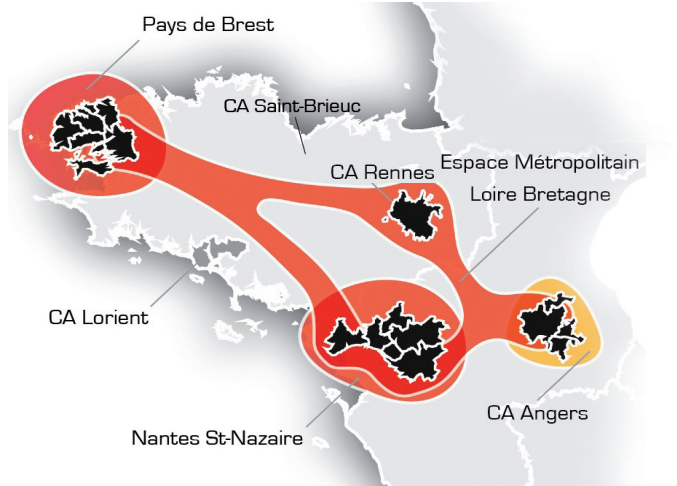 Pays de Brest
CA Saint-Brieuc
Espace Métropolitain
CA Rennes
Loire Bretagne
CA Lorient
CA Angers
Nantes St-Nazaire